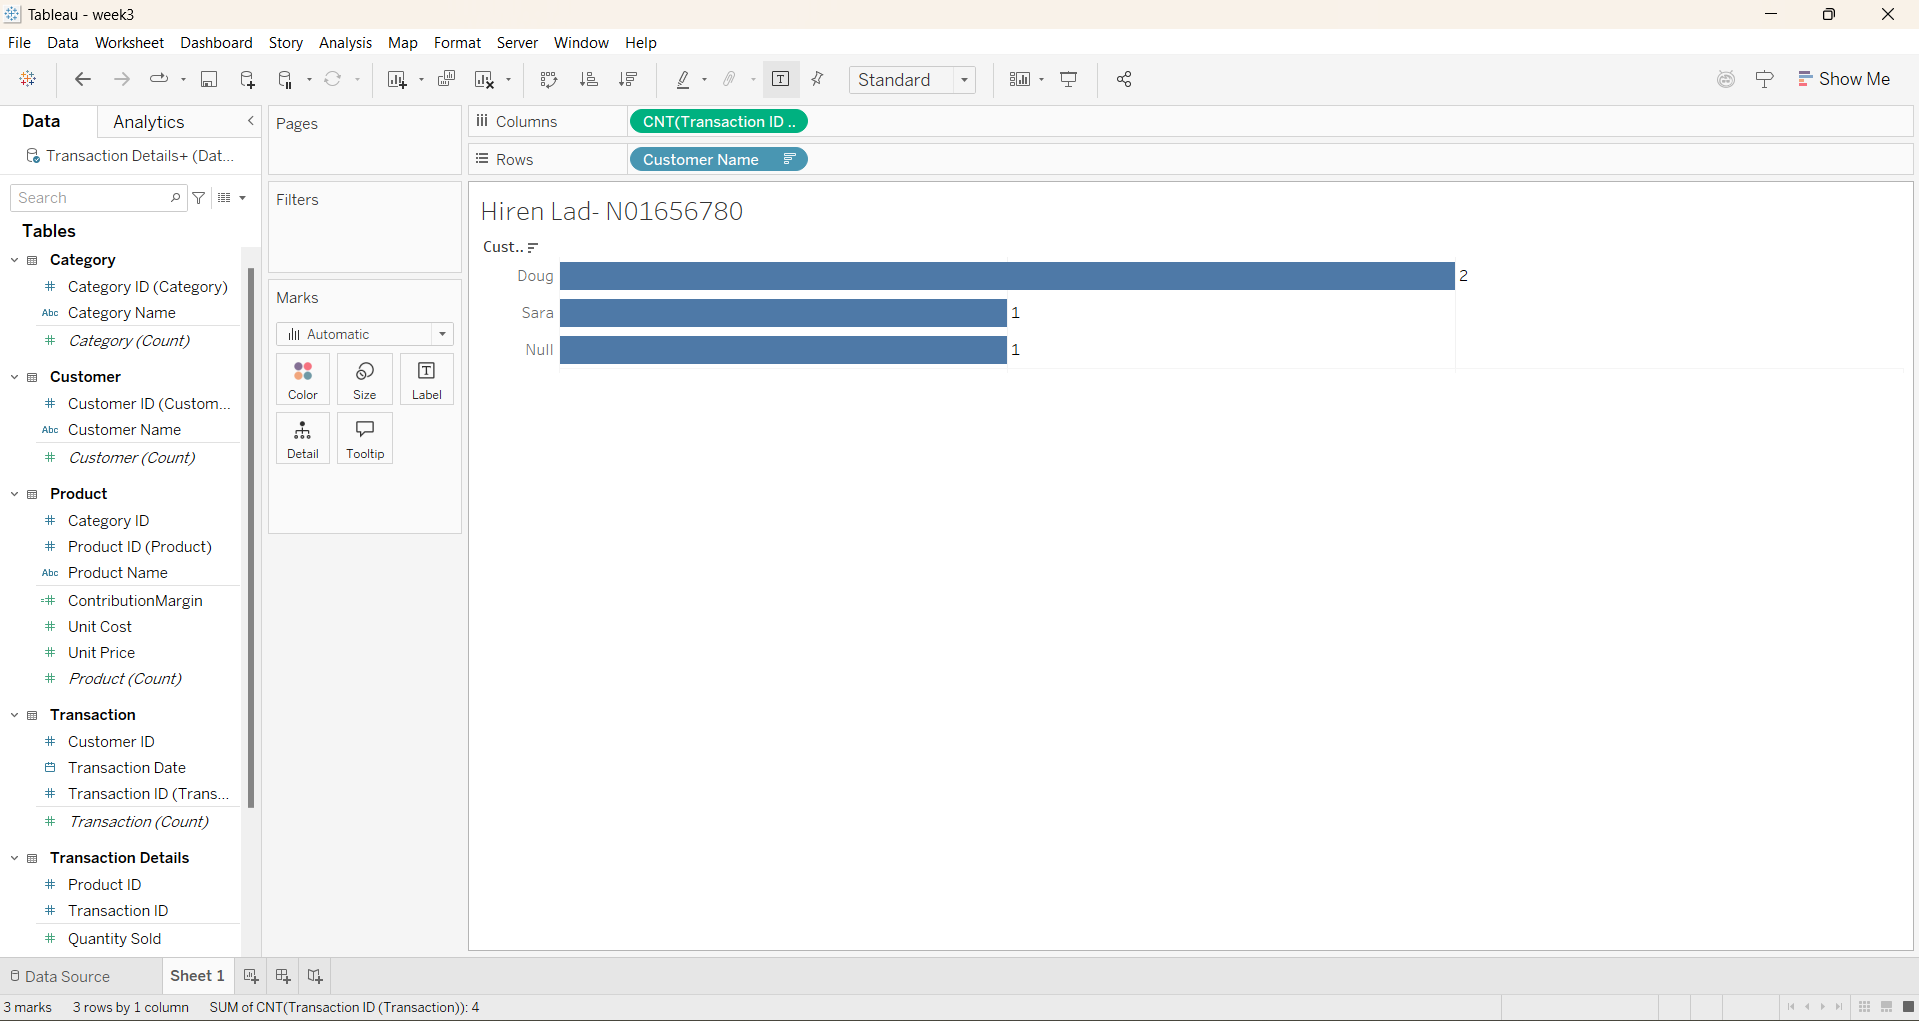 Tableau - week3
File Data Worksheet Dashboard Story Analysis Map Format Server Window Help
Standard
Show Me
Data Analytics
Transaction Details+ (Dat...
Search
Tables
Category
Category ID (Category)
Abc Category Name
Category (Count)
Customer
Customer ID (Custom...
Abc Customer Name
Customer (Count)
Product
Category ID
Product ID (Product)
Abc Product Name
ContributionMargin
Unit Cost
Unit Price
Product (Count)
Transaction
Customer ID
Transaction Date
Transaction ID (Trans...
Transaction (Count)
Transaction Details
Product ID
Transaction ID
Quantity Sold
Pages
Filters
Marks
Automatic
Color Size Label
Detail Tooltip
Columns CNT(Transaction ID ..
Rows Customer Name
Hiren Lad- N01656780
Cust..
Doug 2
Sara 1
Null 1
Data Source Sheet 1
3 marks 3 rows by 1 column SUM of CNT(Transaction ID (Transaction)): 4